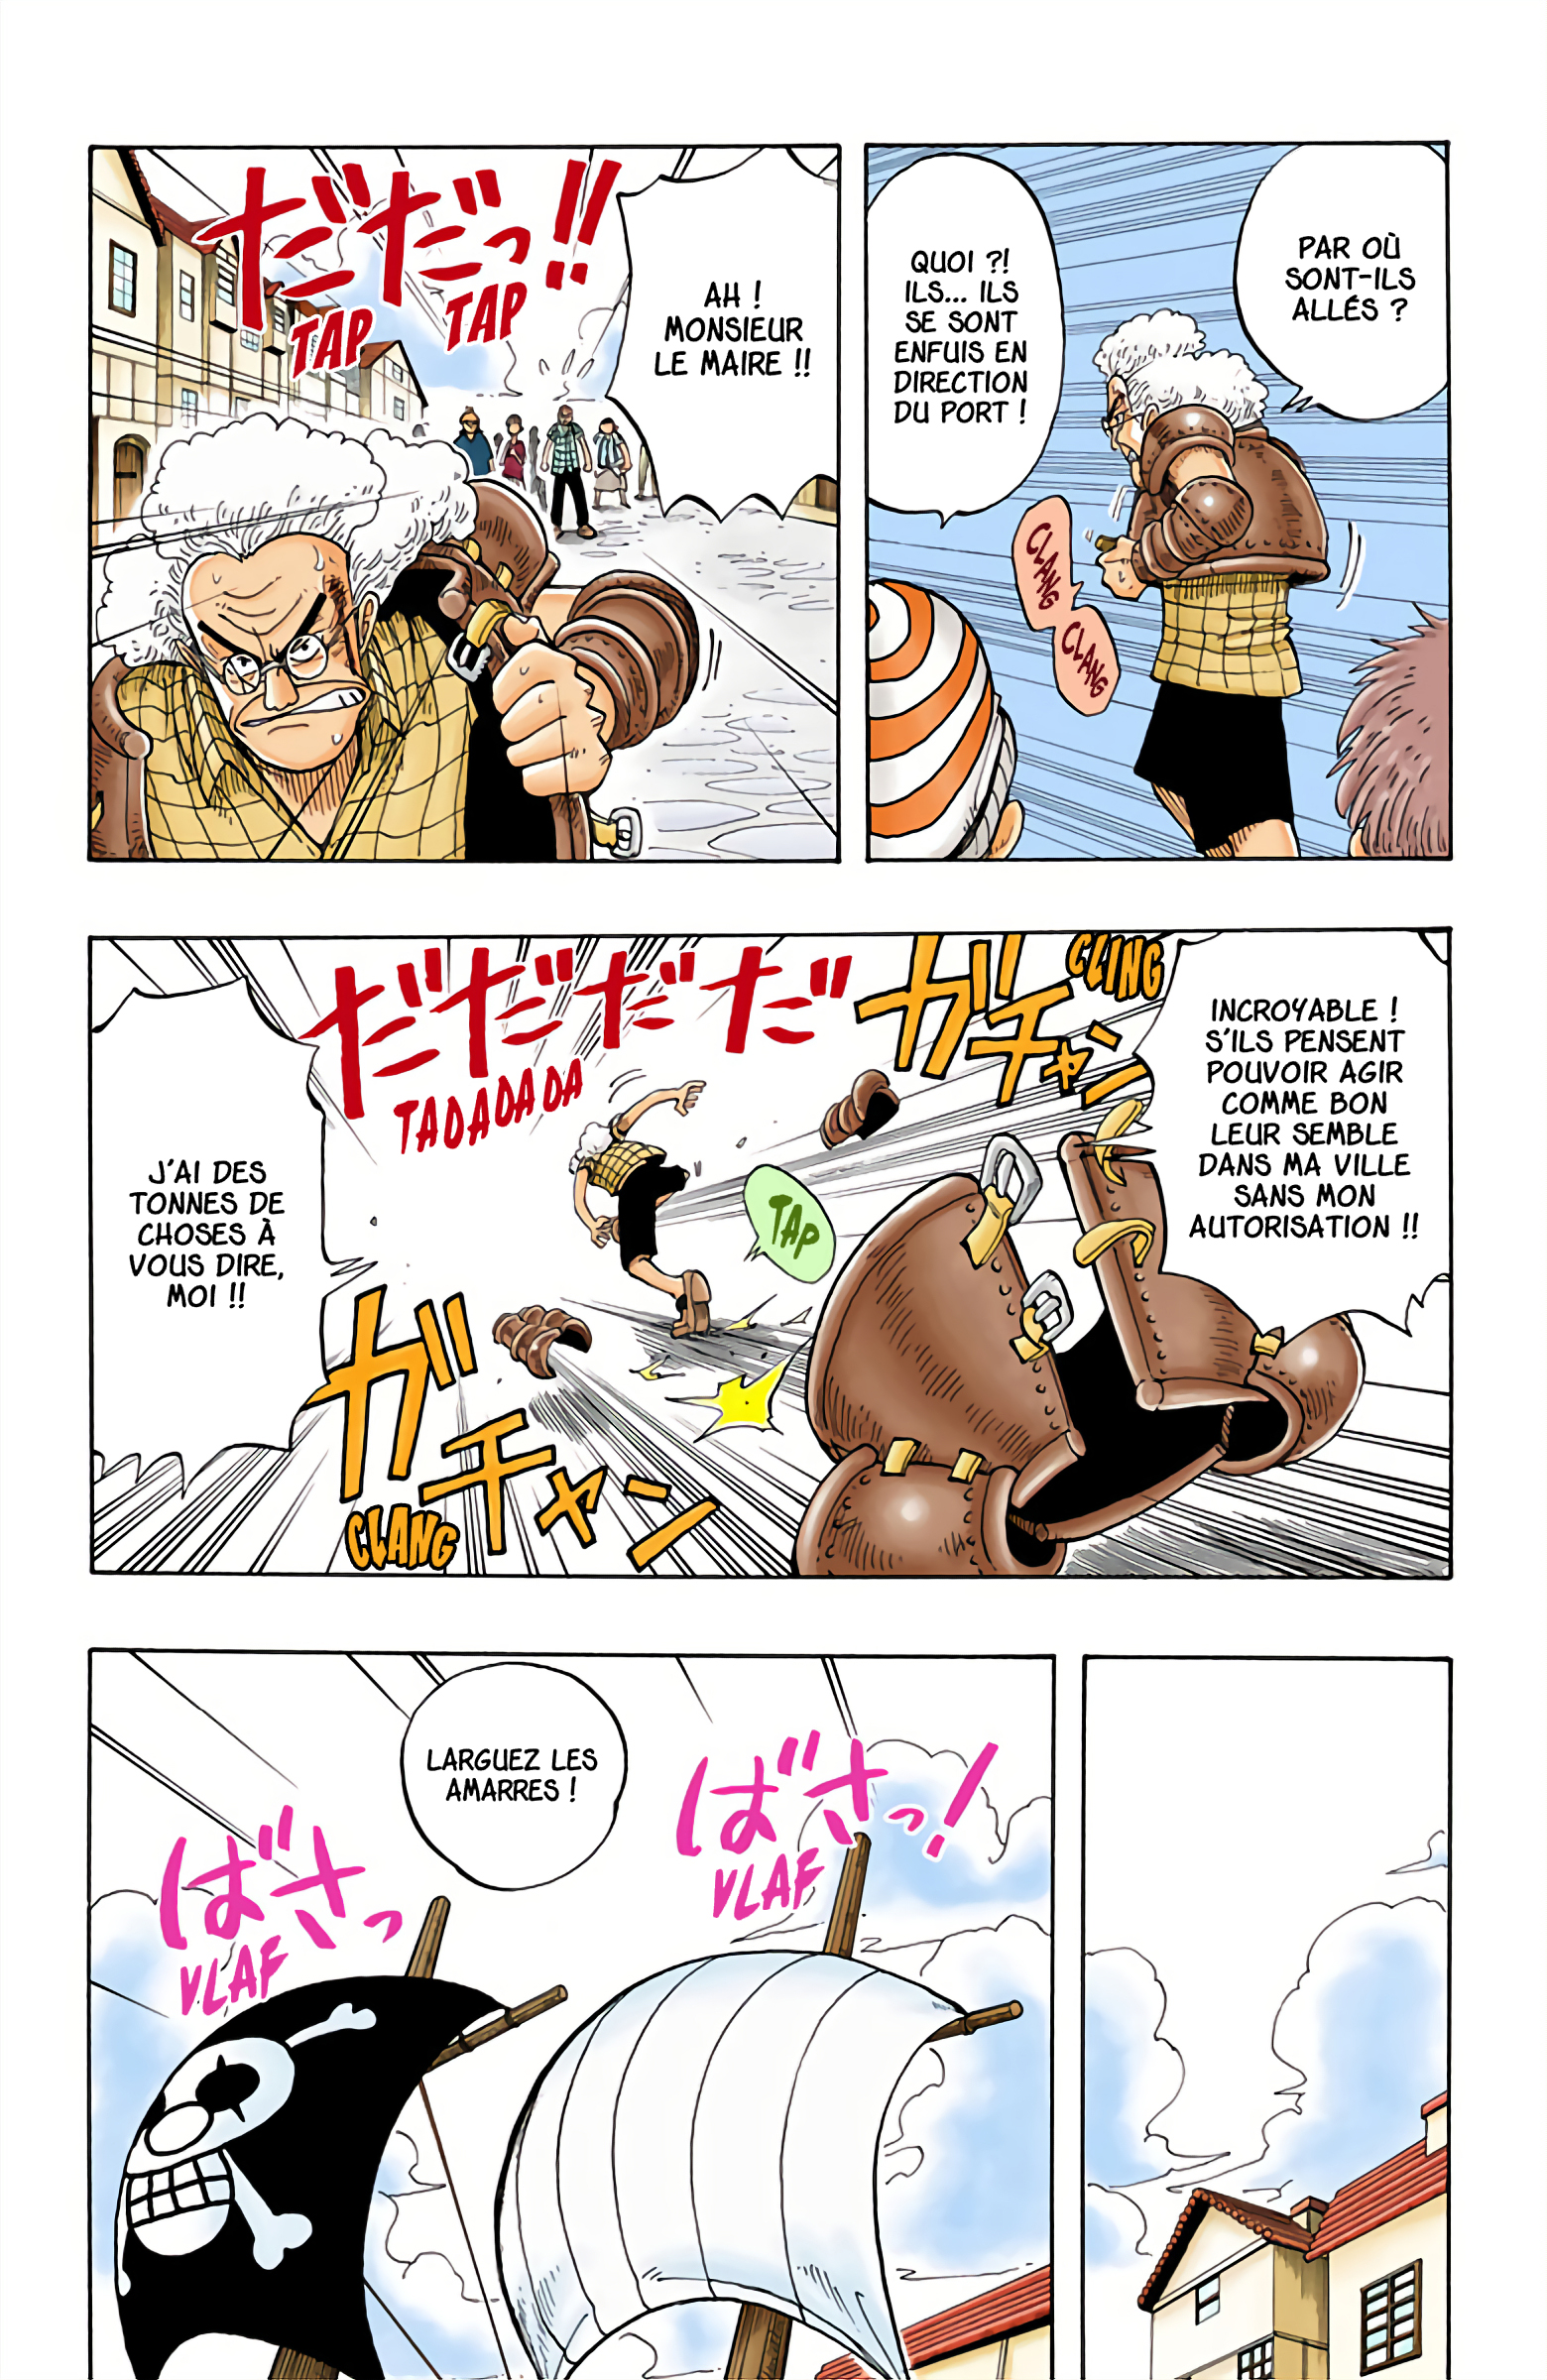 PAR OÙ
SONT-ILS
ALLÉS ?
QUOI ?!
ILS... ILS
SE SONT
ENFUIS EN
DIRECTION
DU PORT !
CLANG
CLANG
AH !
MONSIEUR
LE MAIRE !!
だだっ!!
TAP
TAP
INCROYABLE !
S'ILS PENSENT
POUVOIR AGIR
COMME BON
LEUR SEMBLE
DANS MA VILLE
SANS MON
AUTORISATION !!
CLING
ガチャン
だだだだ
TADADADA
TAP
J'AI DES
TONNES DE
CHOSES À
VOUS DIRE,
MOI !!
ガチャン
CLANG
LARGUEZ LES
AMARRES !
ばさっ!
VLAF
ばさっ
VLAF